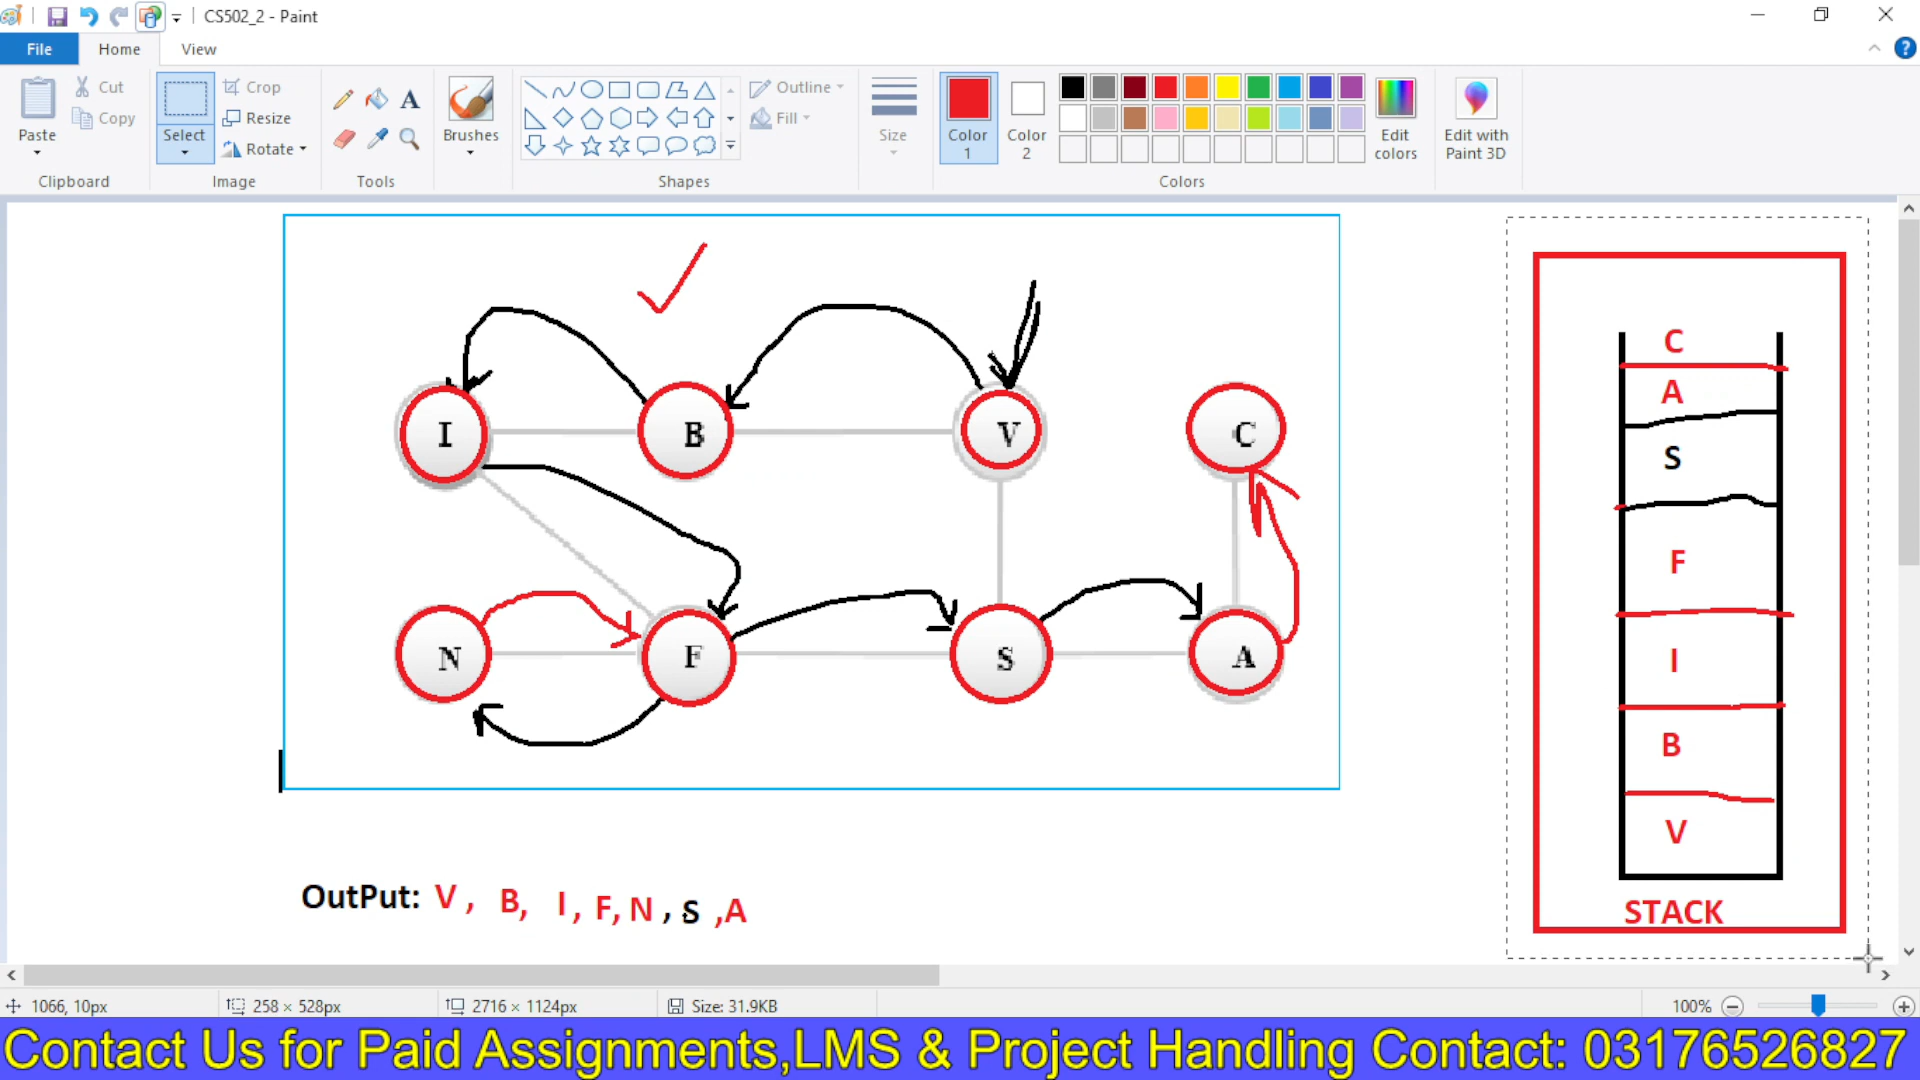 CS502_2 - Paint
File Home View
Paste
Cut
Copy
Clipboard
Select
Crop
Resize
Rotate
Image
Tools
Brushes
Shapes
Outline
Fill
Size
Color 1
Color 2
Edit colors
Colors
Edit with Paint 3D
I B V C
N F S A
C
A
S
F
I
B
V
STACK
OutPut: V, B, I, F, N, S, A
1066, 10px 258 × 528px 2716 × 1124px Size: 31.9KB 100%
Contact Us for Paid Assignments,LMS & Project Handling Contact: 03176526827